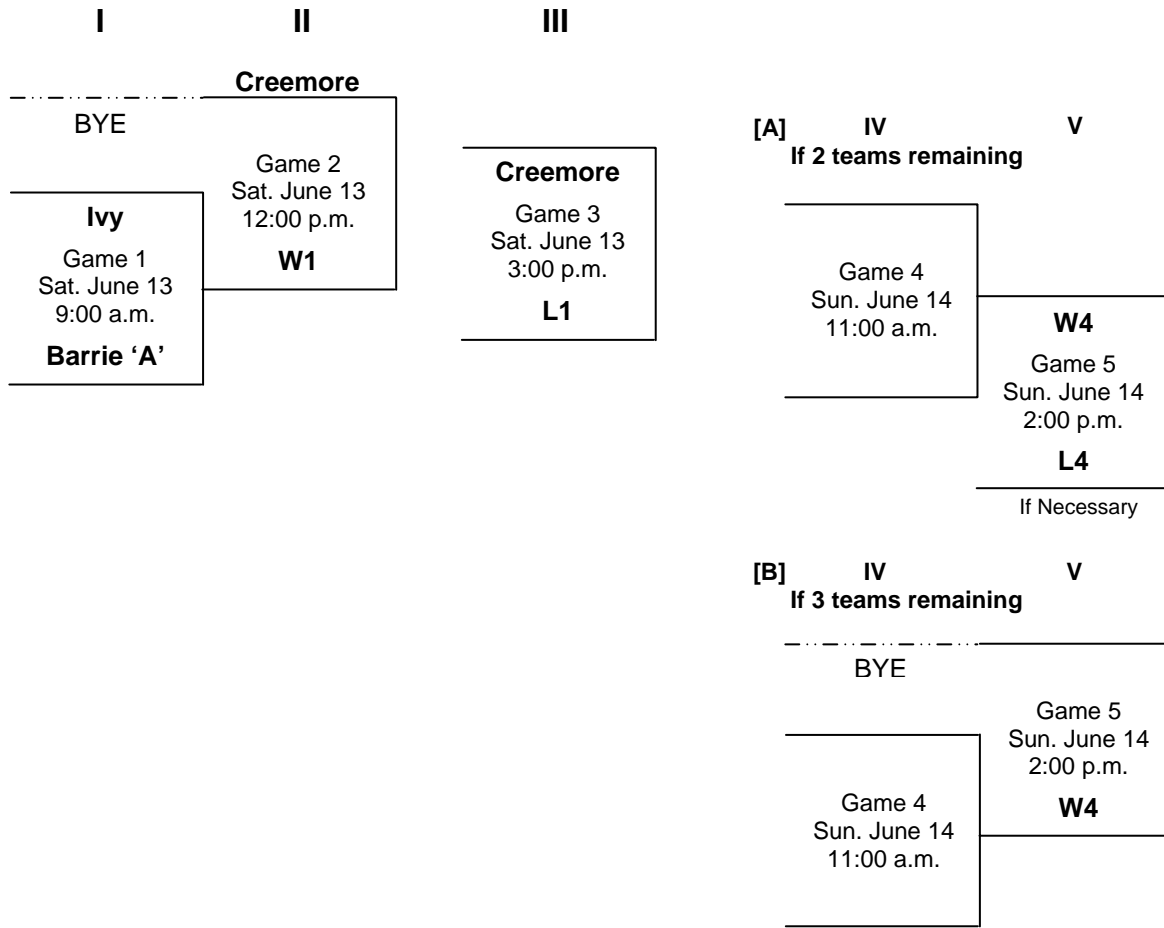 I
II
III
Creemore
BYE
Game 2
Sat. June 13
12:00 p.m.
W1
Ivy
Game 1
Sat. June 13
9:00 a.m.
Barrie ‘A’
Creemore
Game 3
Sat. June 13
3:00 p.m.
L1
[A] IV V
If 2 teams remaining
Game 4
Sun. June 14
11:00 a.m.
W4
Game 5
Sun. June 14
2:00 p.m.
L4
If Necessary
[B] IV V
If 3 teams remaining
BYE
Game 5
Sun. June 14
2:00 p.m.
W4
Game 4
Sun. June 14
11:00 a.m.